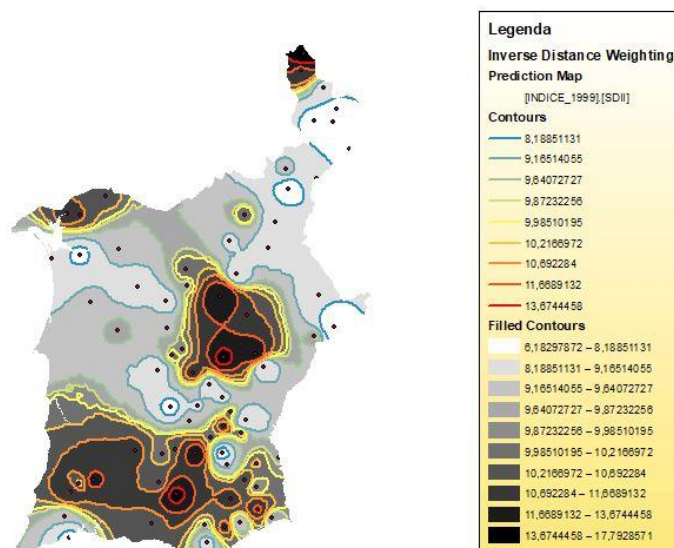 Legenda
Inverse Distance Weighting
Prediction Map
[INDICE_1999].[SDII]
Contours
8,18851131
9,16514055
9,64072727
9,87232256
9,98510195
10,2166972
10,692284
11,6689132
13,6744458
Filled Contours
6,18297872 – 8,18851131
8,18851131 – 9,16514055
9,16514055 – 9,64072727
9,64072727 – 9,87232256
9,87232256 – 9,98510195
9,98510195 – 10,2166972
10,2166972 – 10,692284
10,692284 – 11,6689132
11,6689132 – 13,6744458
13,6744458 – 17,7928571